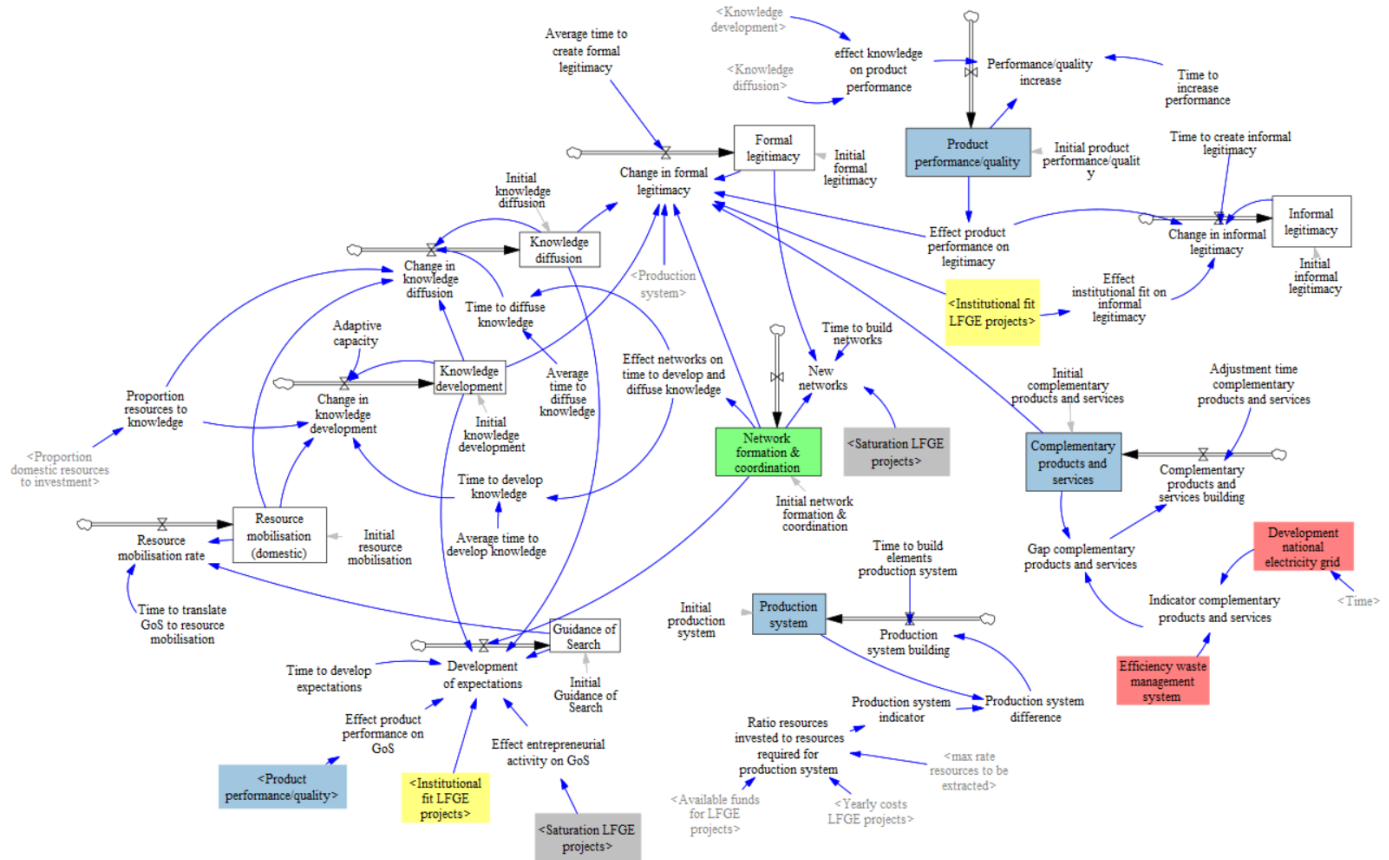 <Knowledge
development>
Average time to
create formal
legitimacy
effect knowledge
on product
performance
Performance/quality
increase
<Knowledge
diffusion>
Time to
increase
performance
Formal
legitimacy
Product
performance/quality
Initial product
performance/qualit
y
Time to create informal
legitimacy
Initial
formal
legitimacy
Change in formal
legitimacy
Initial
knowledge
diffusion
Informal
legitimacy
Knowledge
diffusion
Effect product
performance on
legitimacy
Change in informal
legitimacy
Change in
knowledge
diffusion
<Production
system>
Initial
informal
legitimacy
Effect
institutional fit on
informal
legitimacy
<Institutional fit
LFGE projects>
Time to diffuse
knowledge
Adaptive
capacity
Time to build
networks
Effect networks on
time to develop and
diffuse knowledge
Knowledge
development
New
networks
Average
time to
diffuse
knowledge
Initial
complementary
products and
services
Adjustment time
complementary
products and services
Proportion
resources to
knowledge
Change in
knowledge
development
Initial
knowledge
development
Network
formation &
coordination
<Saturation LFGE
projects>
Complementary
products and
services
<Proportion
domestic resources
to investment>
Complementary
products and
services building
Time to develop
knowledge
Initial network
formation &
coordination
Resource
mobilisation
(domestic)
Initial
resource
mobilisation
Resource
mobilisation rate
Average time to
develop knowledge
Time to build
elements
production system
Gap complementary
products and services
Development
national
electricity grid
<Time>
Time to translate
GoS to resource
mobilisation
Initial
production
system
Production
system
Indicator complementary
products and services
Guidance of
Search
Production
system building
Development
of expectations
Efficiency waste
management
system
Time to develop
expectations
Initial
Guidance of
Search
Production system
indicator
Production system
difference
Effect product
performance on
GoS
Ratio resources
invested to resources
required for
production system
Effect entrepreneurial
activity on GoS
<max rate
resources to be
extracted>
<Product
performance/quality>
<Institutional
fit LFGE
projects>
<Available funds
for LFGE
projects>
<Yearly costs
LFGE projects>
<Saturation LFGE
projects>